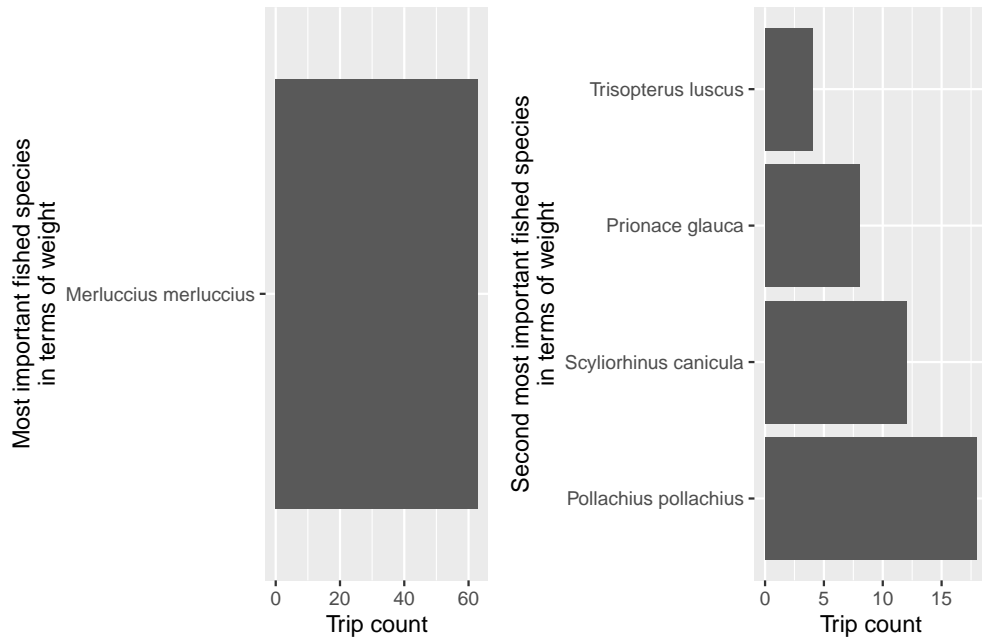 Most important fished species
in terms of weight
Merluccius merluccius
0 20 40 60
Trip count
Second most important fished species
in terms of weight
Trisopterus luscus
Prionace glauca
Scyliorhinus canicula
Pollachius pollachius
0 5 10 15
Trip count